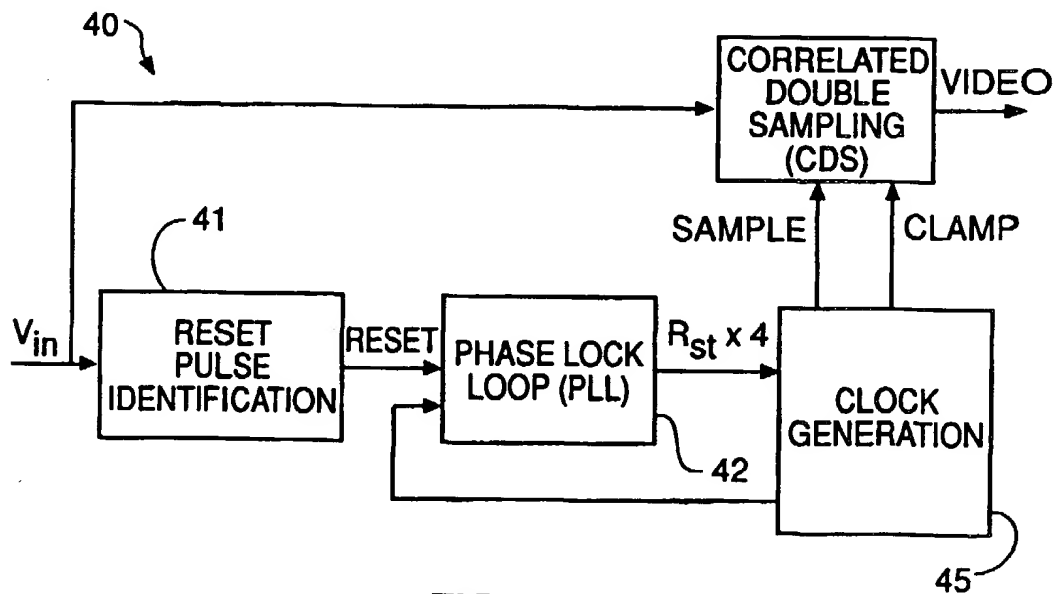 40
CORRELATED
DOUBLE
SAMPLING
(CDS)
VIDEO
41
SAMPLE
CLAMP
Vin
RESET
PULSE
IDENTIFICATION
RESET
PHASE LOCK
LOOP (PLL)
Rst x 4
CLOCK
GENERATION
42
45